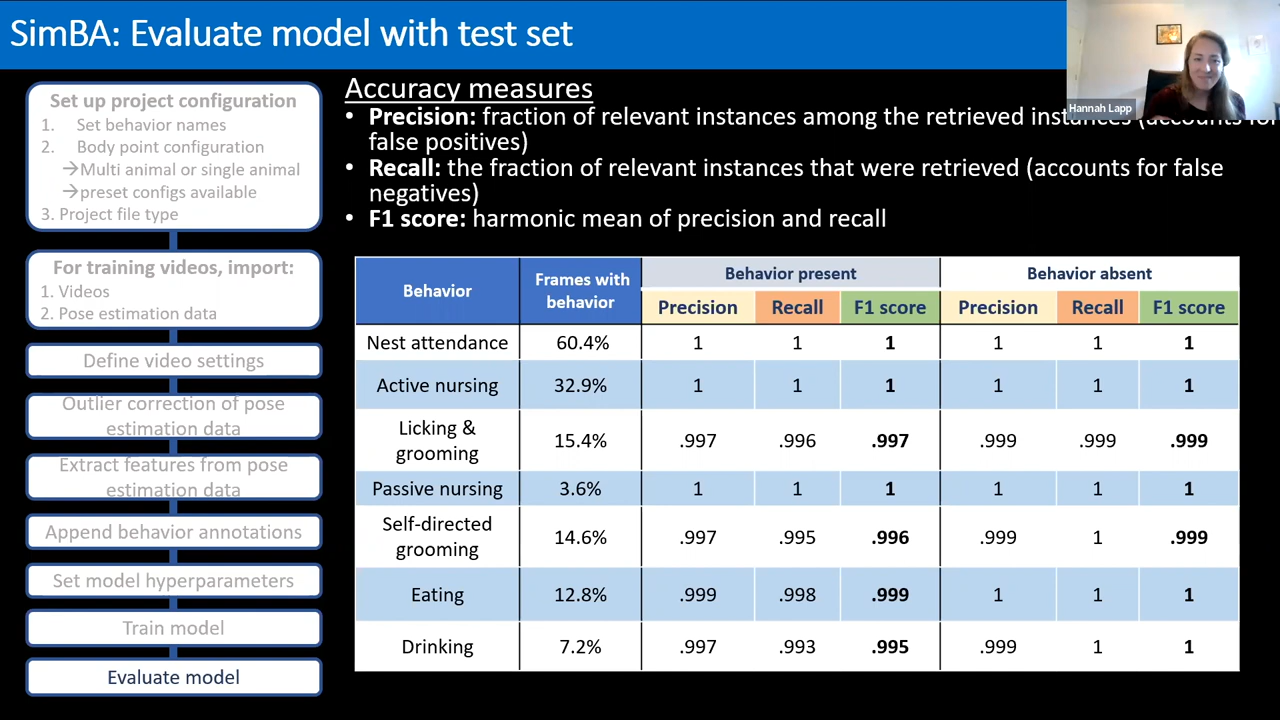 SimBA: Evaluate model with test set
Hannah Lapp
Set up project configuration
1. Set behavior names
2. Body point configuration
→Multi animal or single animal
→preset configs available
3. Project file type
For training videos, import:
1. Videos
2. Pose estimation data
Define video settings
Outlier correction of pose
estimation data
Extract features from pose
estimation data
Append behavior annotations
Set model hyperparameters
Train model
Evaluate model
Accuracy measures
• Precision: fraction of relevant instances among the retrieved instances (accounts for
false positives)
• Recall: the fraction of relevant instances that were retrieved (accounts for false
negatives)
• F1 score: harmonic mean of precision and recall
Behavior Frames with behavior Behavior present Behavior absent
Precision Recall F1 score Precision Recall F1 score
Nest attendance 60.4% 1 1 1 1 1 1
Active nursing 32.9% 1 1 1 1 1 1
Licking &
grooming 15.4% .997 .996 .997 .999 .999 .999
Passive nursing 3.6% 1 1 1 1 1 1
Self-directed
grooming 14.6% .997 .995 .996 .999 1 .999
Eating 12.8% .999 .998 .999 1 1 1
Drinking 7.2% .997 .993 .995 .999 1 1